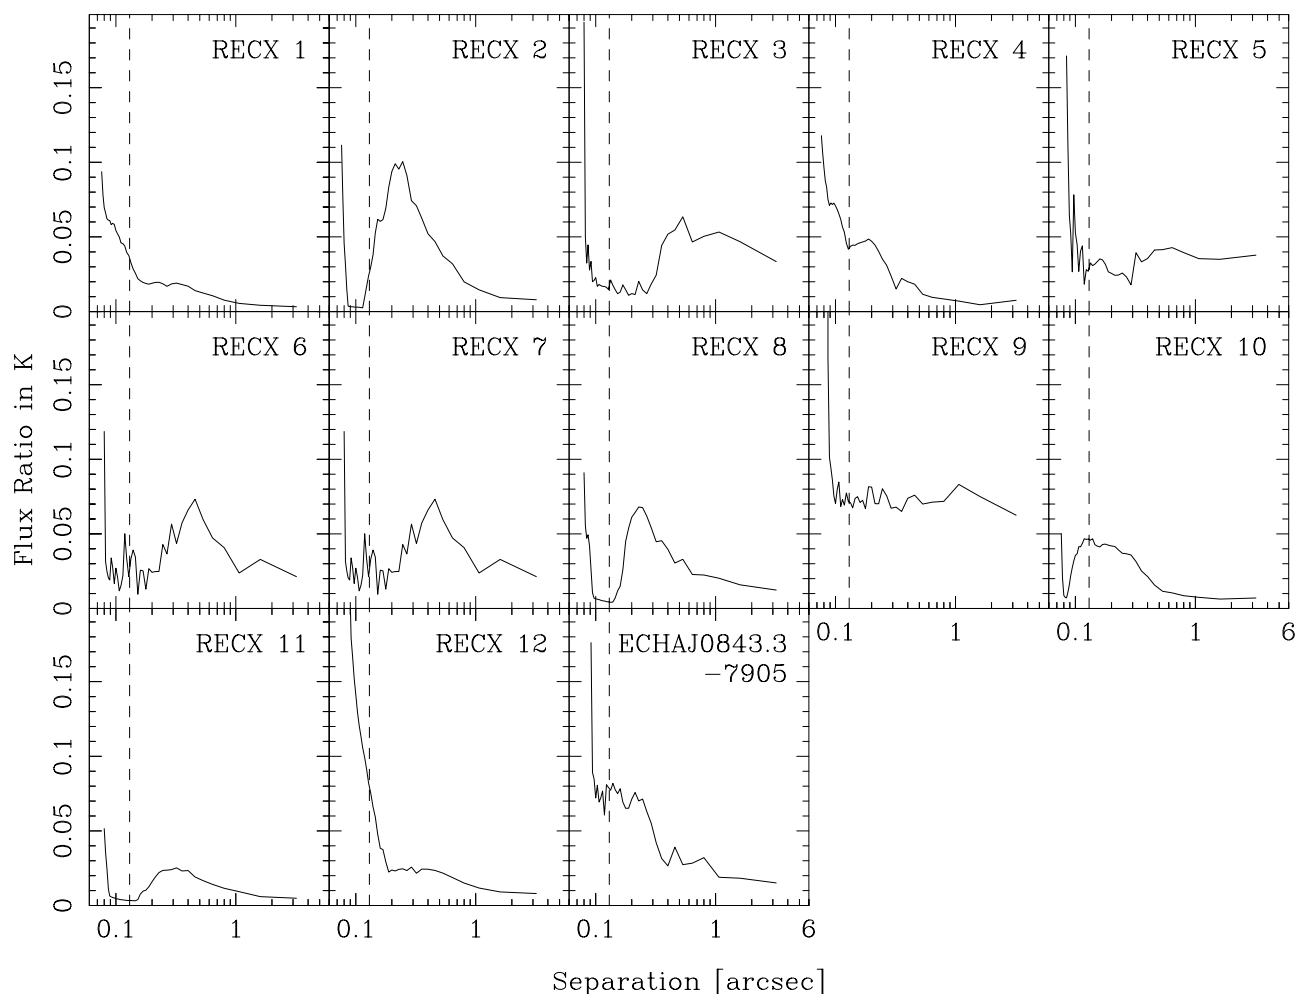 RECX 1 RECX 2 RECX 3 RECX 4 RECX 5
0.15
0.1
0.05
0
RECX 6 RECX 7 RECX 8 RECX 9 RECX 10
0.15
0.1
0.05
0
0.1 1 0.1 1 6
RECX 11 RECX 12 ECHAJ0843.3
-7905
0.15
0.1
0.05
0
0.1 1 0.1 1 0.1 1 6
Flux Ratio in K
Separation [arcsec]